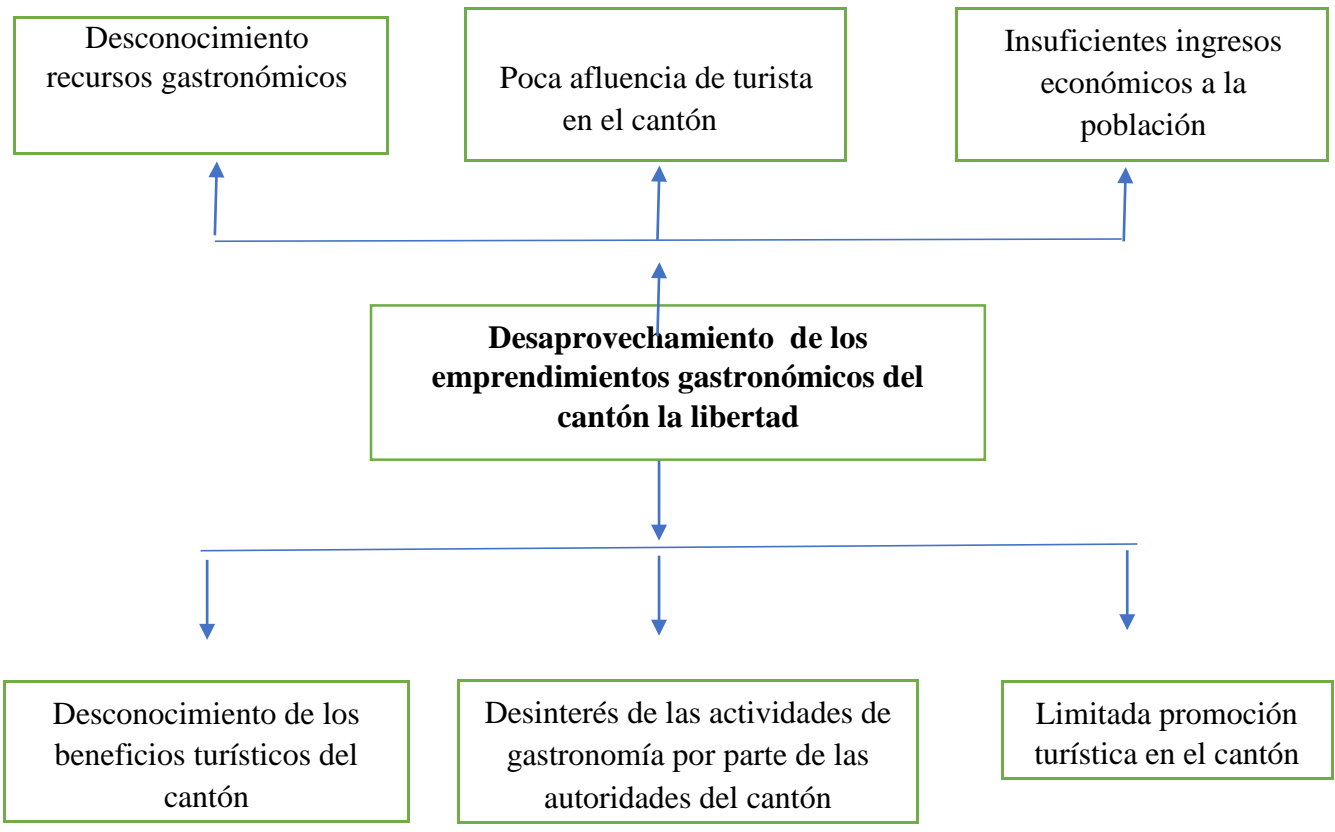 Desconocimiento
recursos gastronómicos
Poca afluencia de turista
en el cantón
Insuficientes ingresos
económicos a la
población
Desaprovechamiento de los
emprendimientos gastronómicos del
cantón la libertad
Desconocimiento de los
beneficios turísticos del
cantón
Desinterés de las actividades de
gastronomía por parte de las
autoridades del cantón
Limitada promoción
turística en el cantón